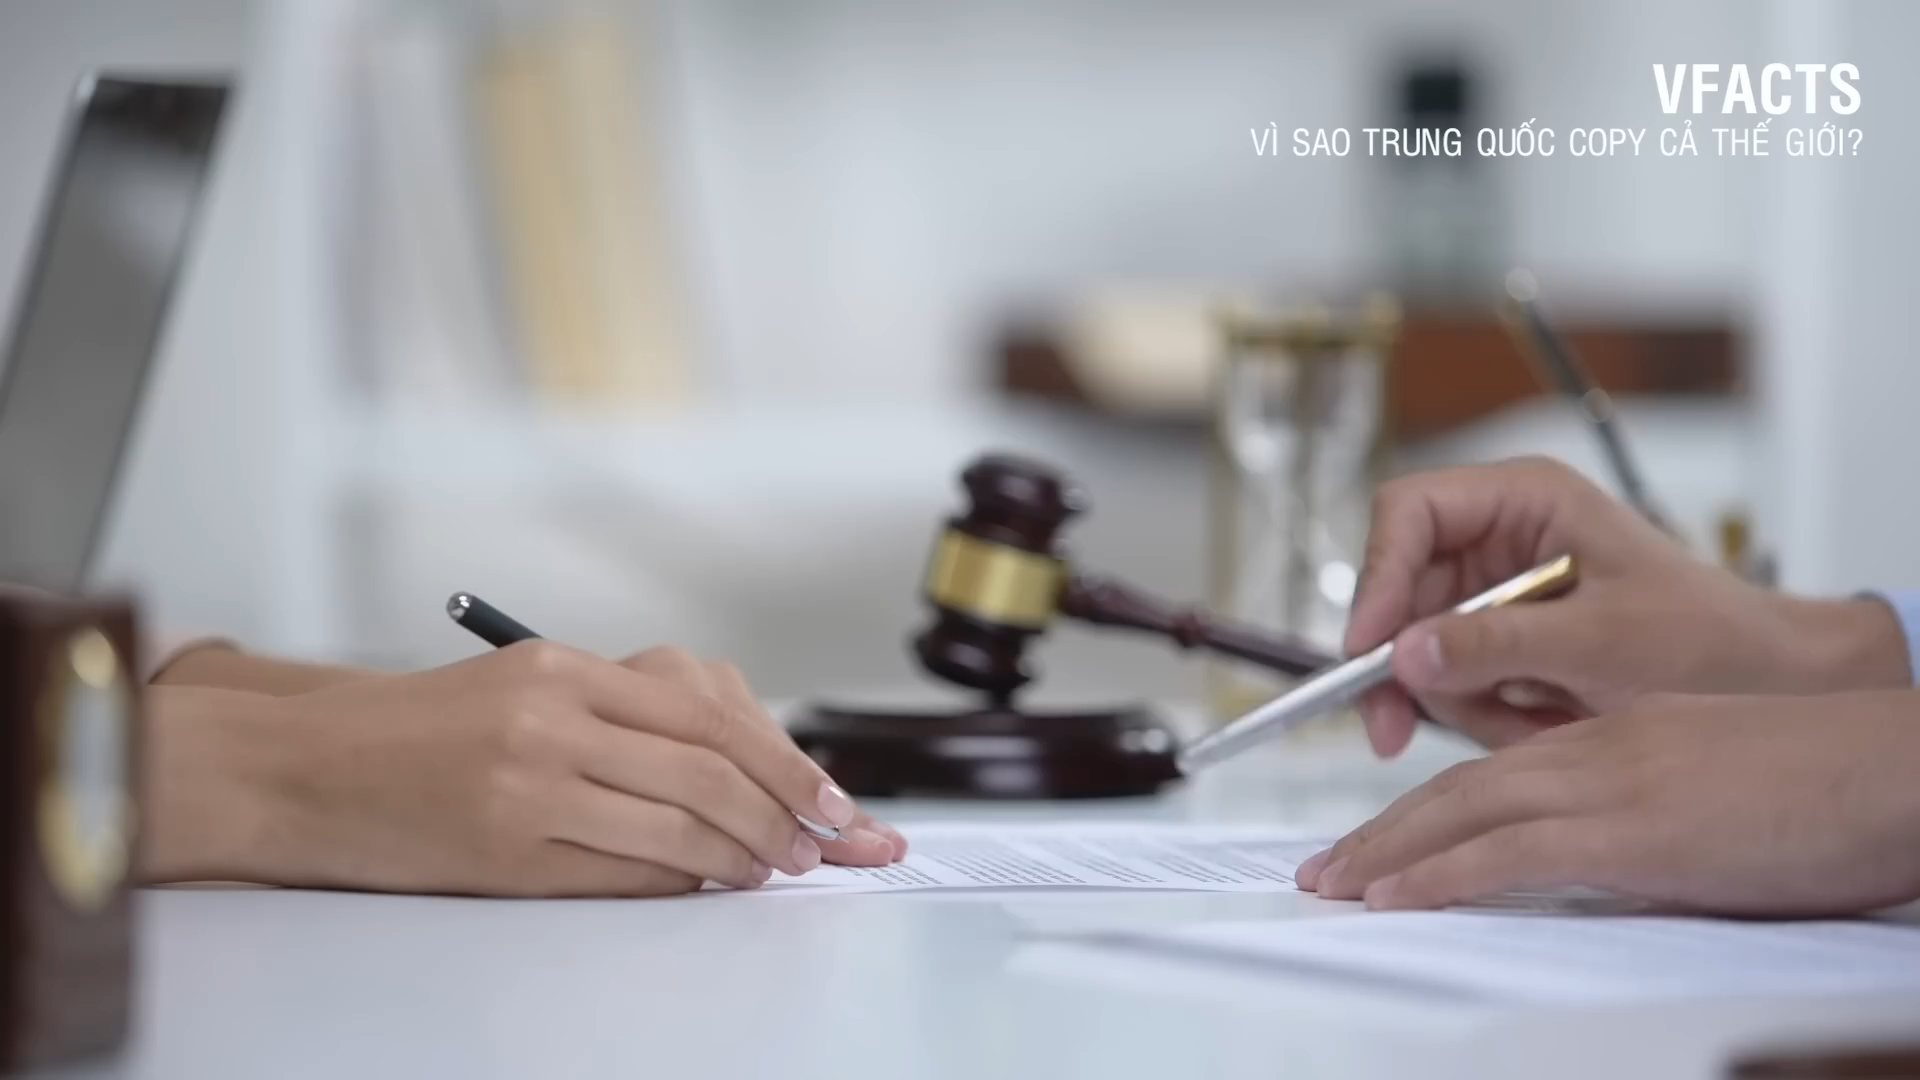 VFACTS
VÌ SAO TRUNG QUỐC COPY CẢ THẾ GIỚI?